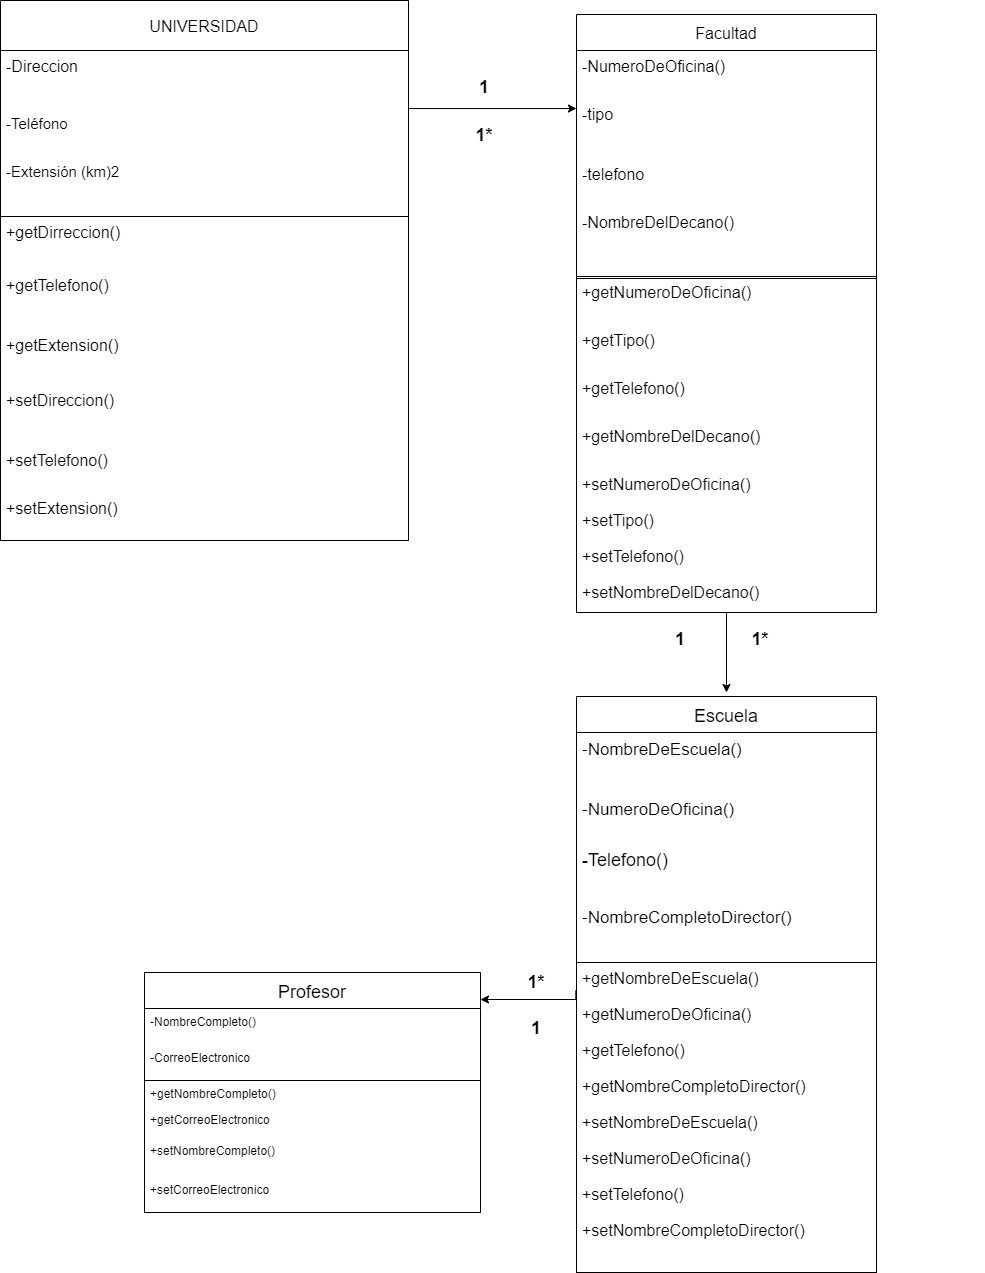 UNIVERSIDAD
-Direccion
-Teléfono
-Extensión (km)2
+getDirreccion()
+getTelefono()
+getExtension()
+setDireccion()
+setTelefono()
+setExtension()
1
1*
Facultad
-NumeroDeOficina()
-tipo
-telefono
-NombreDelDecano()
+getNumeroDeOficina()
+getTipo()
+getTelefono()
+getNombreDelDecano()
+setNumeroDeOficina()
+setTipo()
+setTelefono()
+setNombreDelDecano()
1 1*
Escuela
-NombreDeEscuela()
-NumeroDeOficina()
-Telefono()
-NombreCompletoDirector()
+getNombreDeEscuela()
+getNumeroDeOficina()
+getTelefono()
+getNombreCompletoDirector()
+setNombreDeEscuela()
+setNumeroDeOficina()
+setTelefono()
+setNombreCompletoDirector()
1*
1
Profesor
-NombreCompleto()
-CorreoElectronico
+getNombreCompleto()
+getCorreoElectronico
+setNombreCompleto()
+setCorreoElectronico